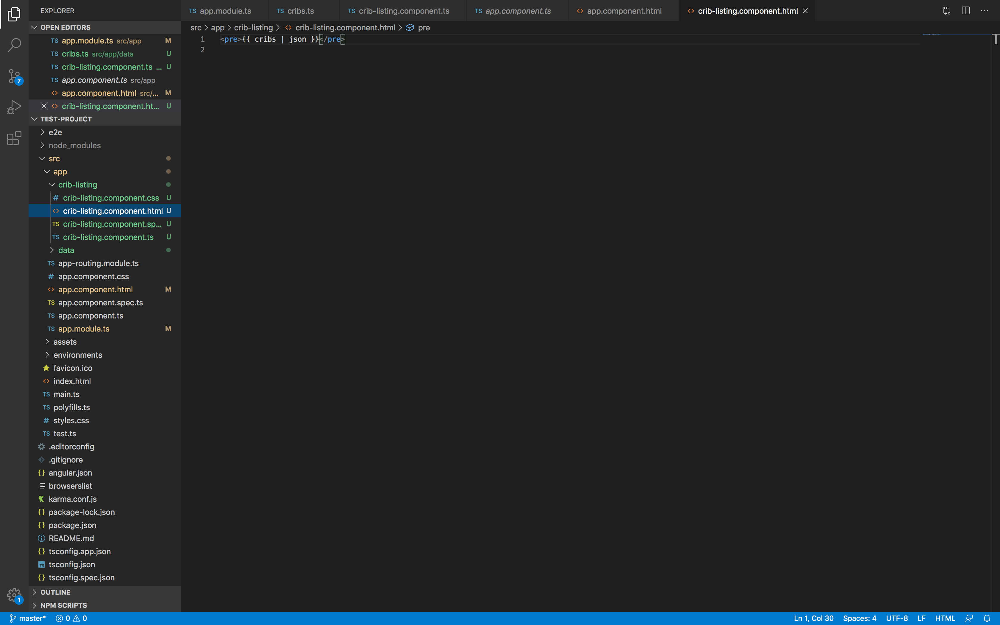 EXPLORER
OPEN EDITORS
TS app.module.ts src/app M
TS cribs.ts src/app/data U
TS crib-listing.component.ts ... U
TS app.component.ts src/app
<> app.component.html src/... M
<> crib-listing.component.ht... U
TEST-PROJECT
e2e
node_modules
src
app
crib-listing
# crib-listing.component.css U
<> crib-listing.component.html U
TS crib-listing.component.sp... U
TS crib-listing.component.ts U
data
TS app-routing.module.ts
# app.component.css
<> app.component.html M
TS app.component.spec.ts
TS app.component.ts
TS app.module.ts M
assets
environments
favicon.ico
<> index.html
TS main.ts
TS polyfills.ts
# styles.css
TS test.ts
.editorconfig
.gitignore
{} angular.json
browserslist
karma.conf.js
{} package-lock.json
{} package.json
README.md
{} tsconfig.app.json
TS tsconfig.json
{} tsconfig.spec.json
OUTLINE
NPM SCRIPTS
7
1
TS app.module.ts TS cribs.ts TS crib-listing.component.ts TS app.component.ts <> app.component.html <> crib-listing.component.html
src > app > crib-listing > <> crib-listing.component.html > pre
1 <pre>{{ cribs | json }}</pre>
2
master* 0 0 Ln 1, Col 30 Spaces: 4 UTF-8 LF HTML